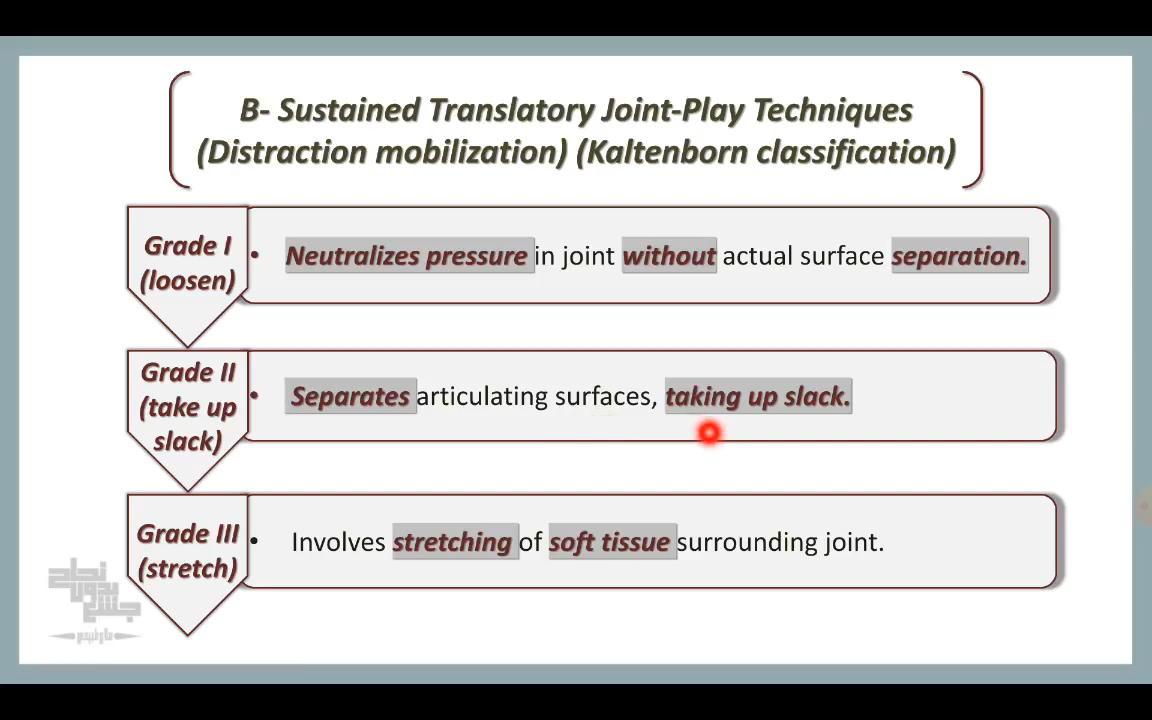 B- Sustained Translatory Joint-Play Techniques
(Distraction mobilization) (Kaltenborn classification)
Grade I
(loosen)
• Neutralizes pressure in joint without actual surface separation.
Grade II
(take up
slack)
• Separates articulating surfaces, taking up slack.
Grade III
(stretch)
• Involves stretching of soft tissue surrounding joint.
نجاح
بدون